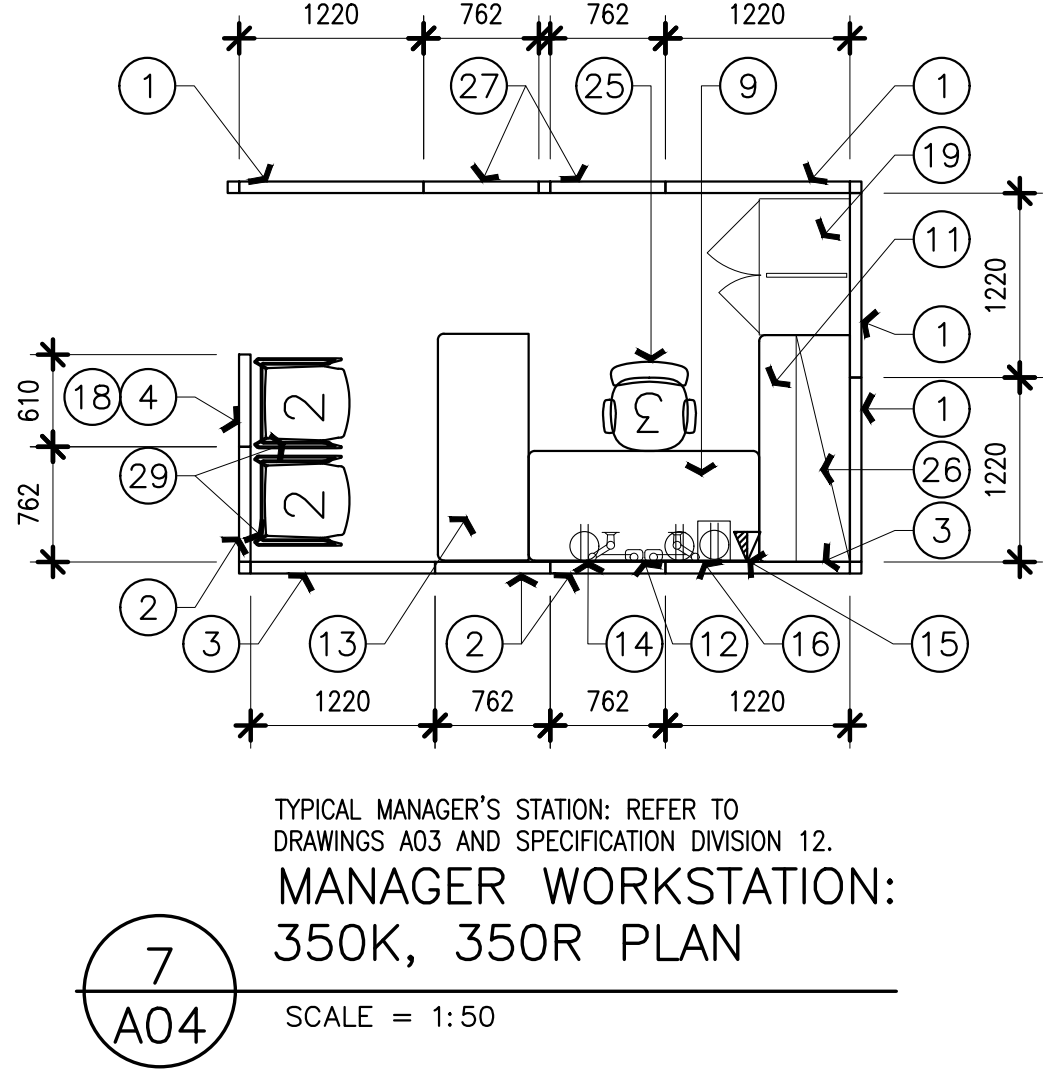 1220 762 762 1220
1 27 25 9 1
19
11
1220
1
610 18 4 2 3 1
29 26 1220
762 2 3
2 3 13 2 14 12 16 15
1220 762 762 1220
TYPICAL MANAGER'S STATION: REFER TO
DRAWINGS A03 AND SPECIFICATION DIVISION 12.
MANAGER WORKSTATION:
350K, 350R PLAN
7
A04
SCALE = 1:50